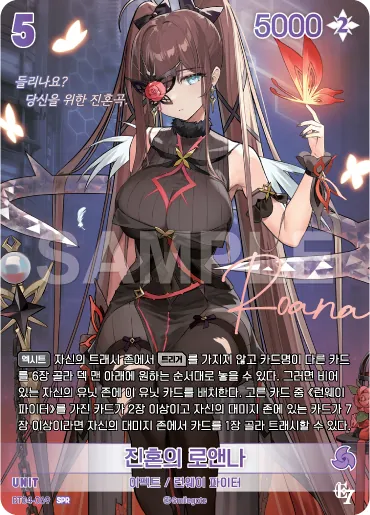 5
5000 2
들리나요?
당신을 위한 진혼곡.
SAMPLE
Roana
엑시트 자신의 트래시 존에서 트리거 를 가지지 않고 카드명이 다른 카드
를 6장 골라 덱 맨 아래에 원하는 순서대로 놓을 수 있다. 그러면 비어
있는 자신의 유닛 존에 이 유닛 카드를 배치한다. 고른 카드 중 《런웨이
파이터》를 가진 카드가 2장 이상이고 자신의 대미지 존에 있는 카드가 7
장 이상이라면 자신의 대미지 존에서 카드를 1장 골라 트래시할 수 있다.
진혼의 로앤나
UNIT
이펙트 / 런웨이 파이터
SPR
©Smilegate
E7